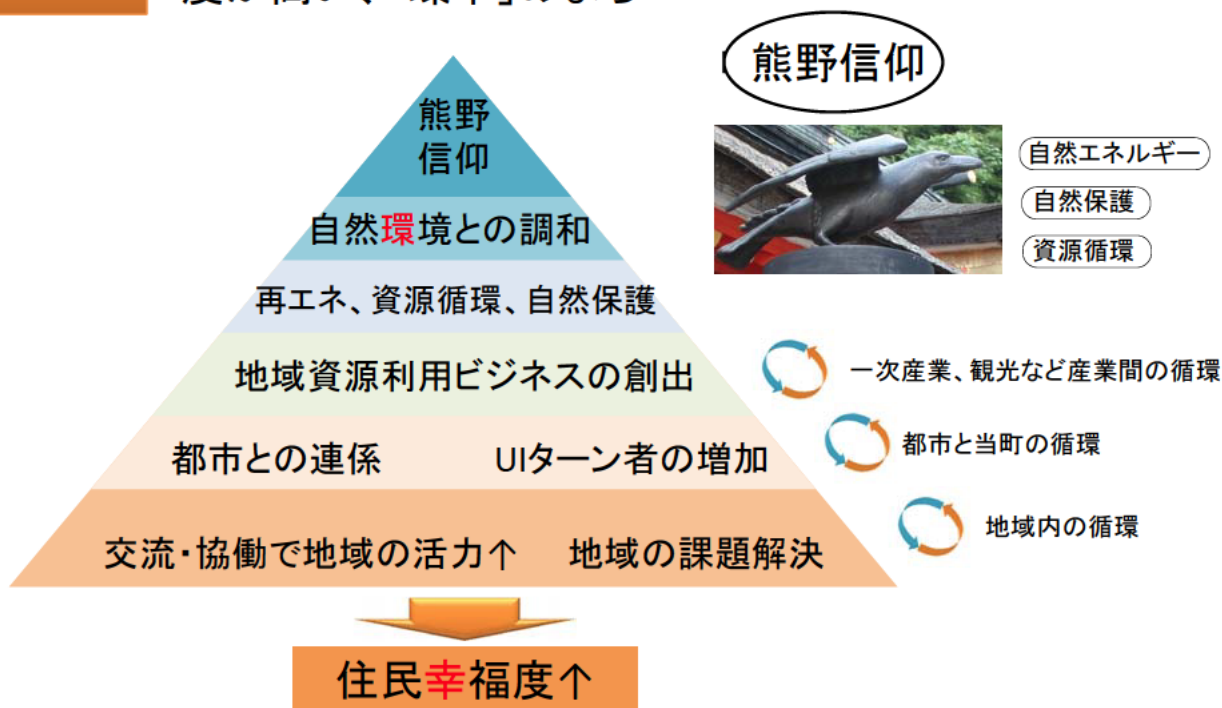 熊野信仰
熊野
信仰
自然エネルギー
自然保護
資源循環
自然環境との調和
再エネ、資源循環、自然保護
地域資源利用ビジネスの創出
一次産業、観光など産業間の循環
都市との連係 UIターン者の増加
都市と当町の循環
交流・協働で地域の活力↑ 地域の課題解決
地域内の循環
住民幸福度↑